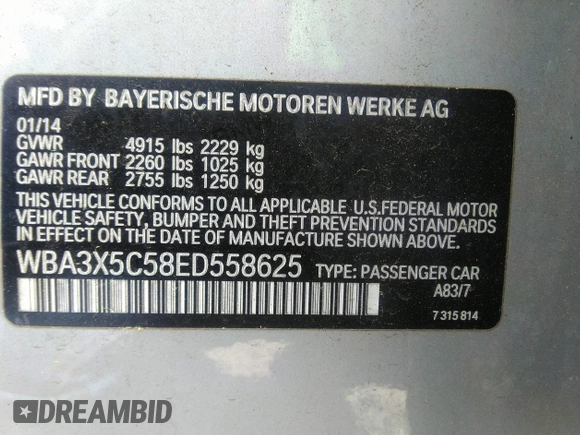 MFD BY BAYERISCHE MOTOREN WERKE AG
01/14
GVWR 4915 lbs 2229 kg
GAWR FRONT 2260 lbs 1025 kg
GAWR REAR 2755 lbs 1250 kg
THIS VEHICLE CONFORMS TO ALL APPLICABLE U.S.FEDERAL MOTOR
VEHICLE SAFETY, BUMPER AND THEFT PREVENTION STANDARDS
IN EFFECT ON THE DATE OF MANUFACTURE SHOWN ABOVE.
WBA3X5C58ED558625 TYPE: PASSENGER CAR
A83/7
7 315 814
DREAMBID